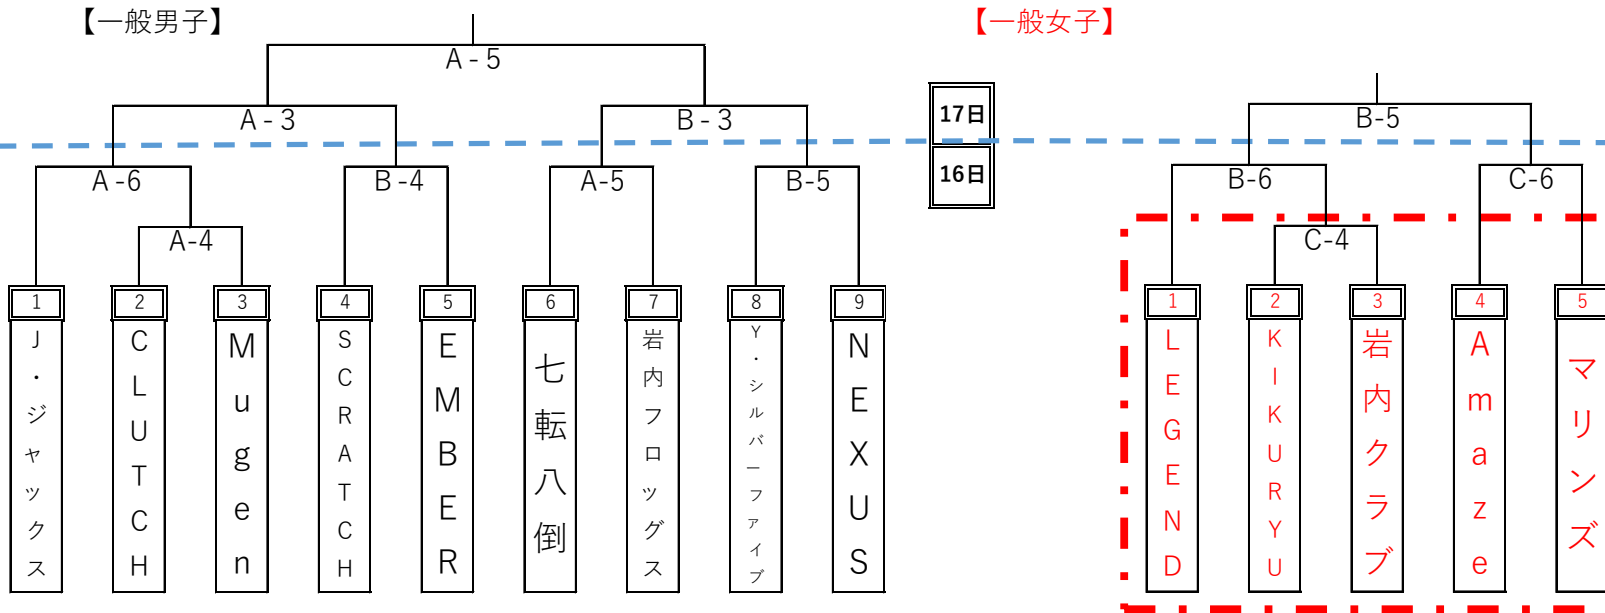 【一般男子】
【一般女子】
A-5
A-3
B-3
17日
B-5
16日
A-6
B-4
A-5
B-5
B-6
C-6
A-4
C-4
1
2
3
4
5
6
7
8
9
1
2
3
4
5
J・ジャックス
CLUTCH
Mugen
SCRATCH
EMBER
七転八倒
岩内フロッグス
Y・シルバーファイブ
NEXUS
LEGEND
KIKURYU
岩内クラブ
Amaze
マリンズ